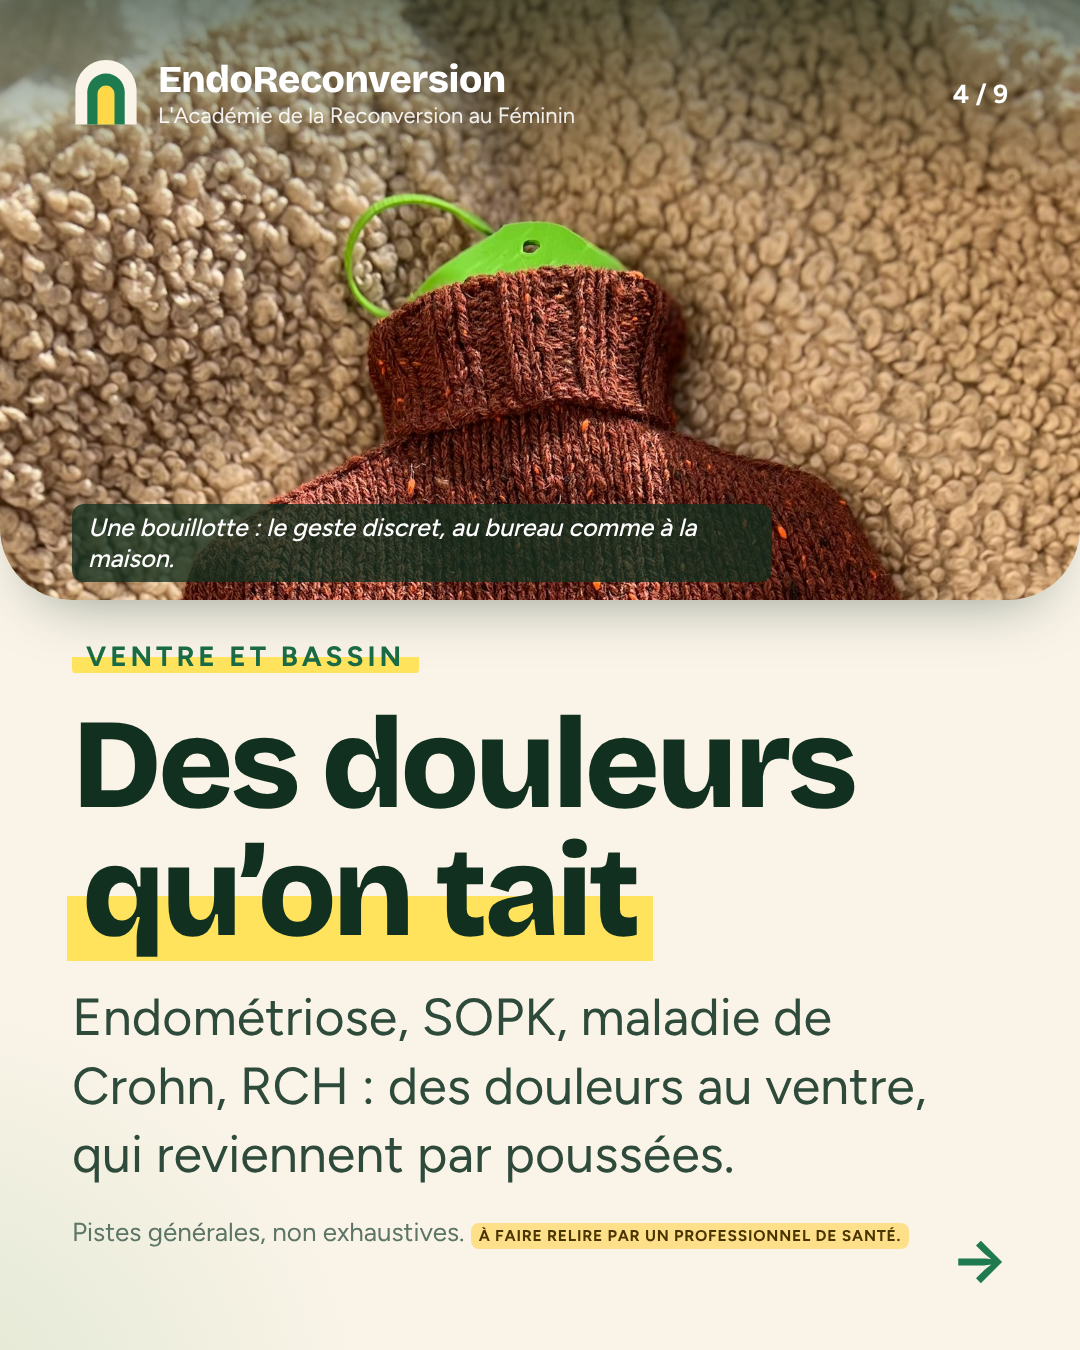 EndoReconversion
L'Académie de la Reconversion au Féminin
4 / 9
Une bouillotte : le geste discret, au bureau comme à la
maison.
VENTRE ET BASSIN
Des douleurs
qu’on tait
Endométriose, SOPK, maladie de
Crohn, RCH : des douleurs au ventre,
qui reviennent par poussées.
Pistes générales, non exhaustives. À FAIRE RELIRE PAR UN PROFESSIONNEL DE SANTÉ.